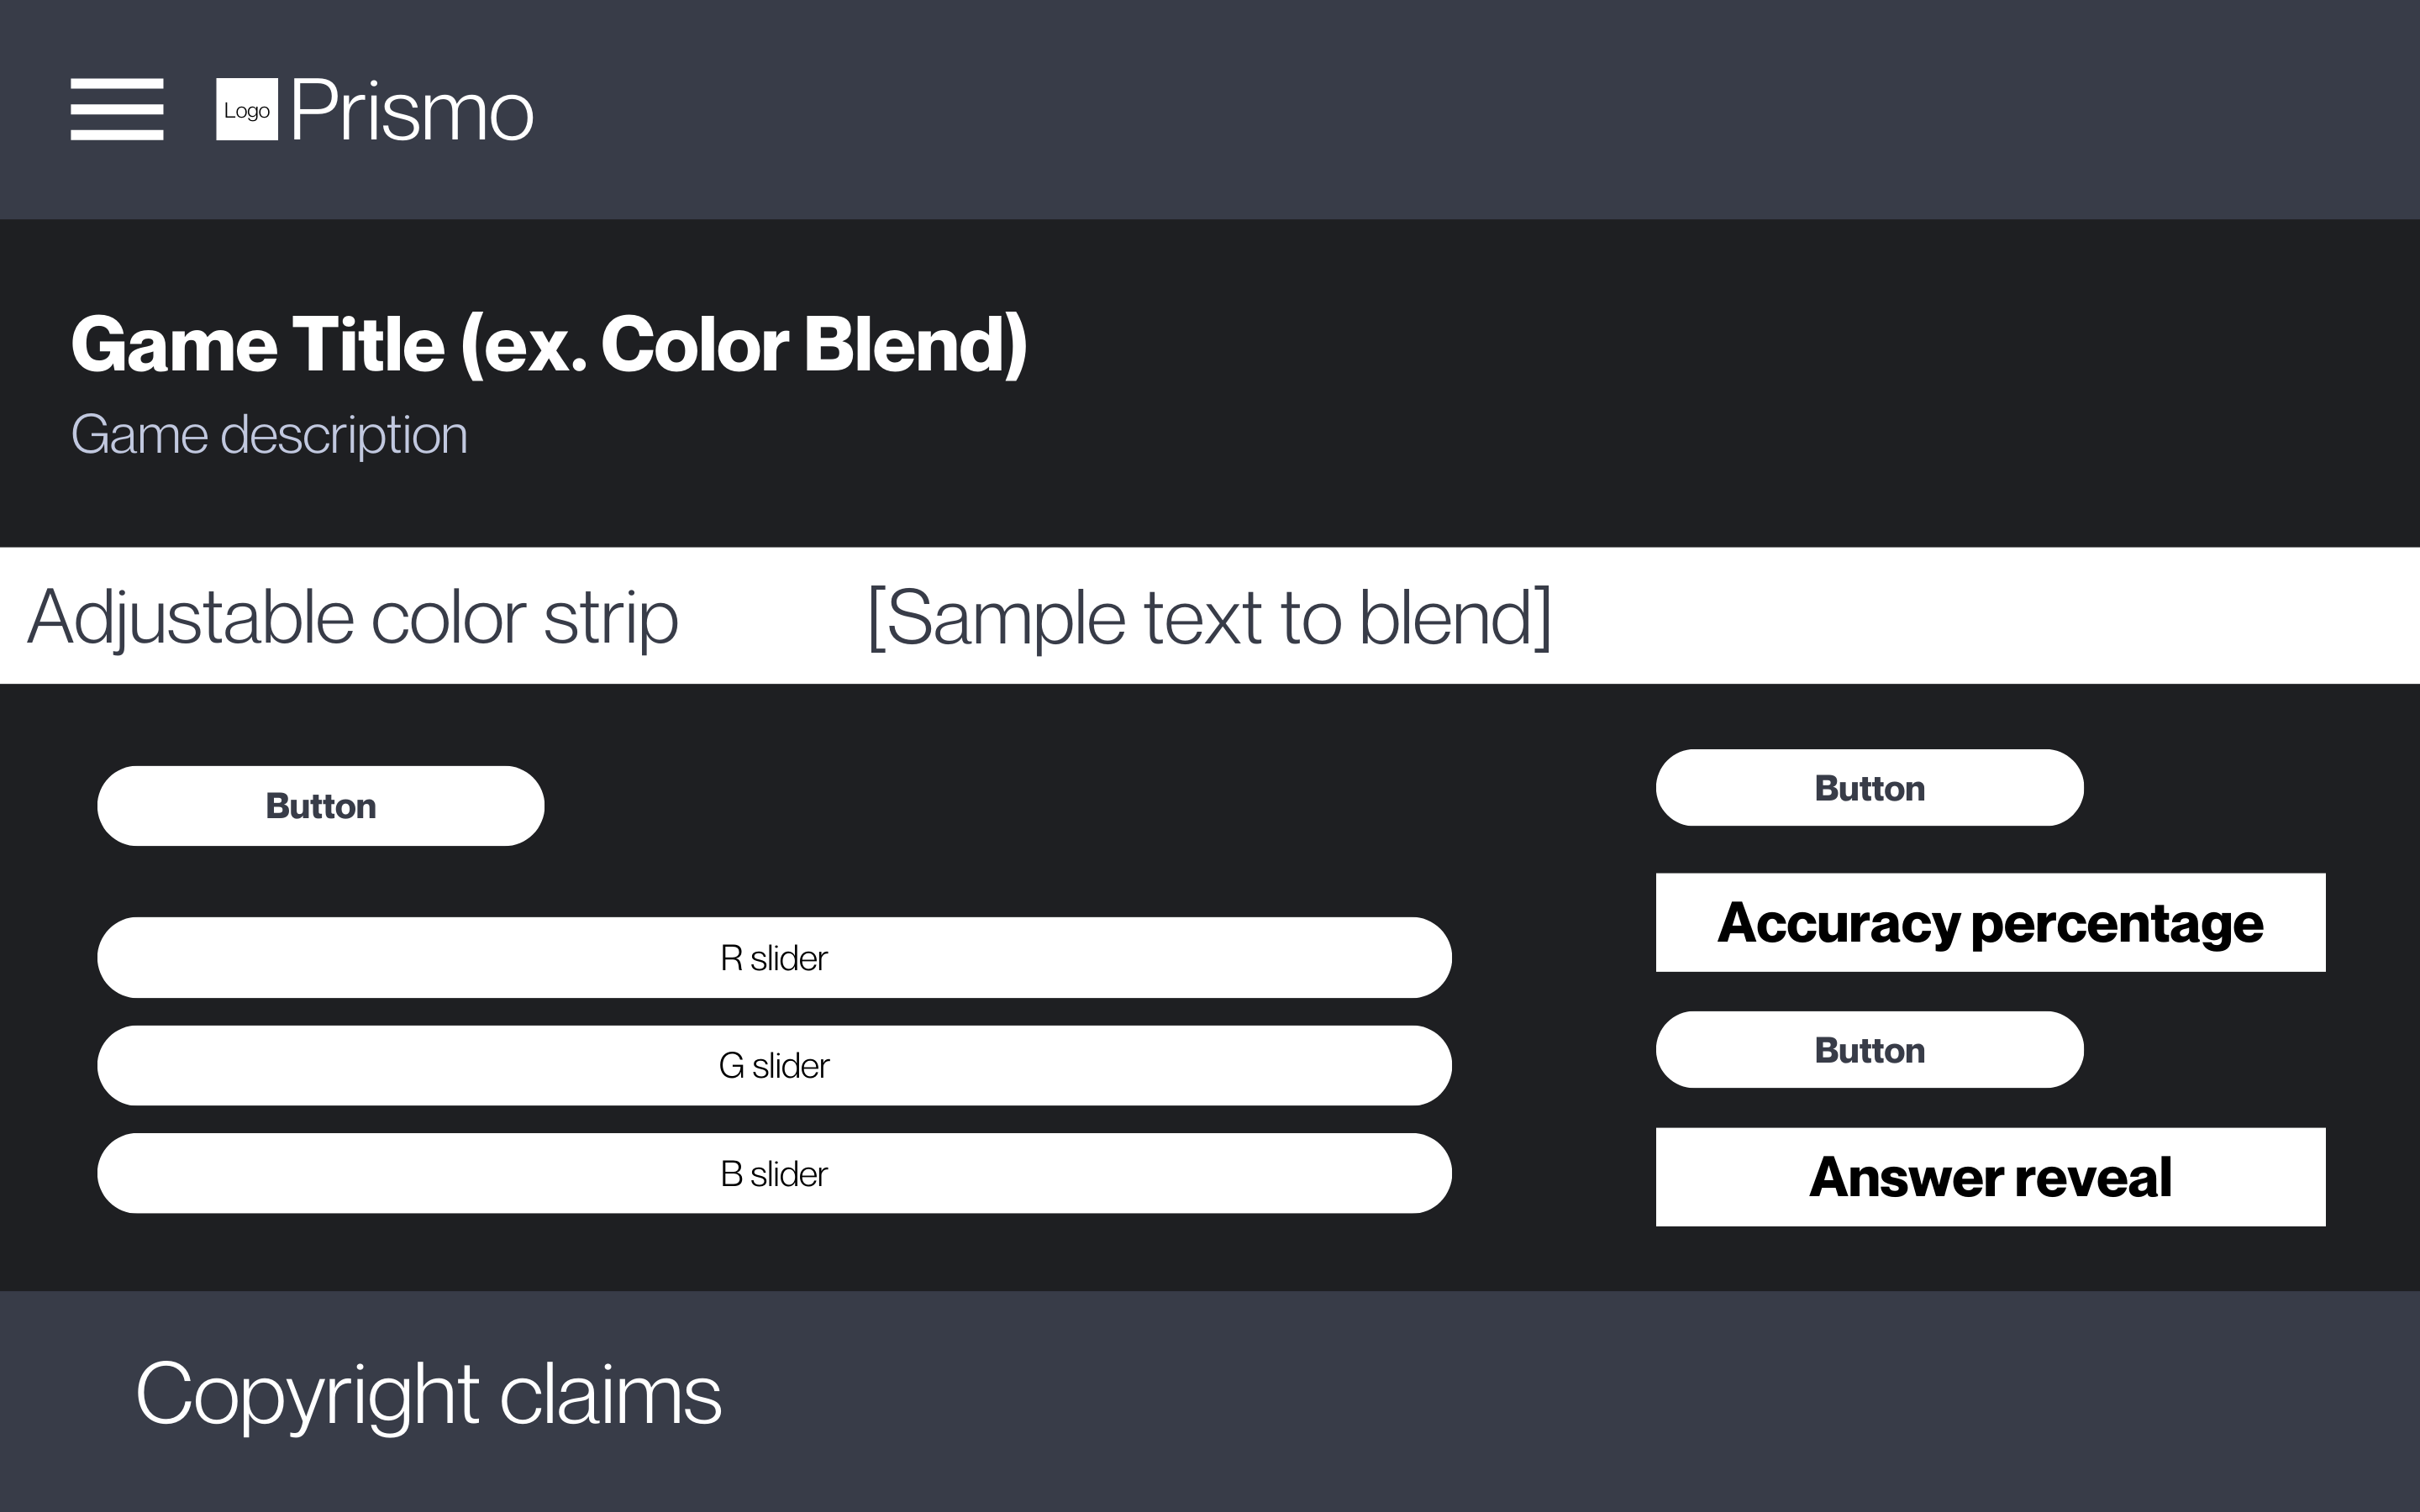 Logo Prismo
Game Title (ex. Color Blend)
Game description
Adjustable color strip
[Sample text to blend]
Button
R slider
G slider
B slider
Button
Accuracy percentage
Button
Answer reveal
Copyright claims